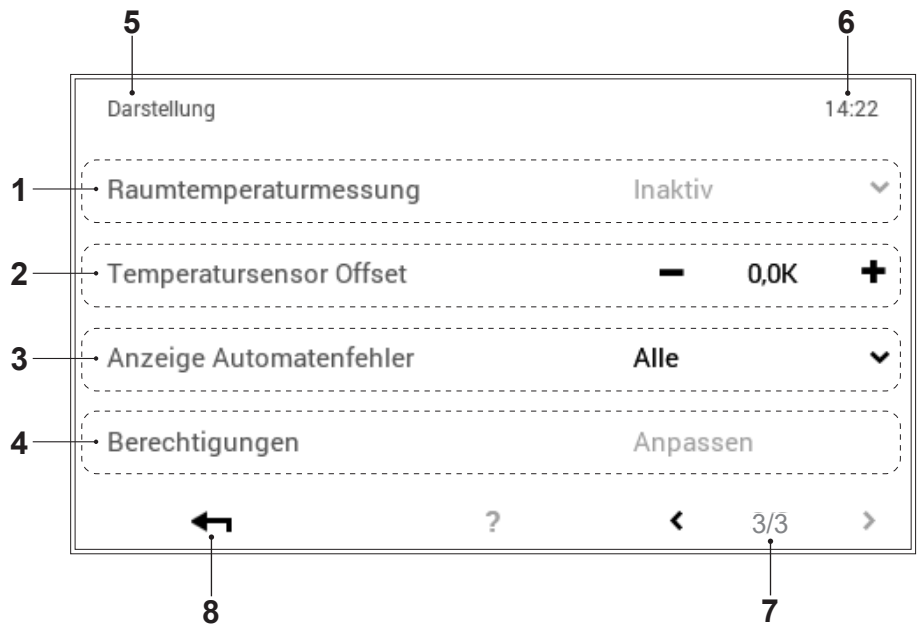 5 6
Darstellung 14:22
1 Raumtemperaturmessung Inaktiv
2 Temperatursensor Offset − 0,0K +
3 Anzeige Automatenfehler Alle
4 Berechtigungen Anpassen
? < 3/3 >
8 7